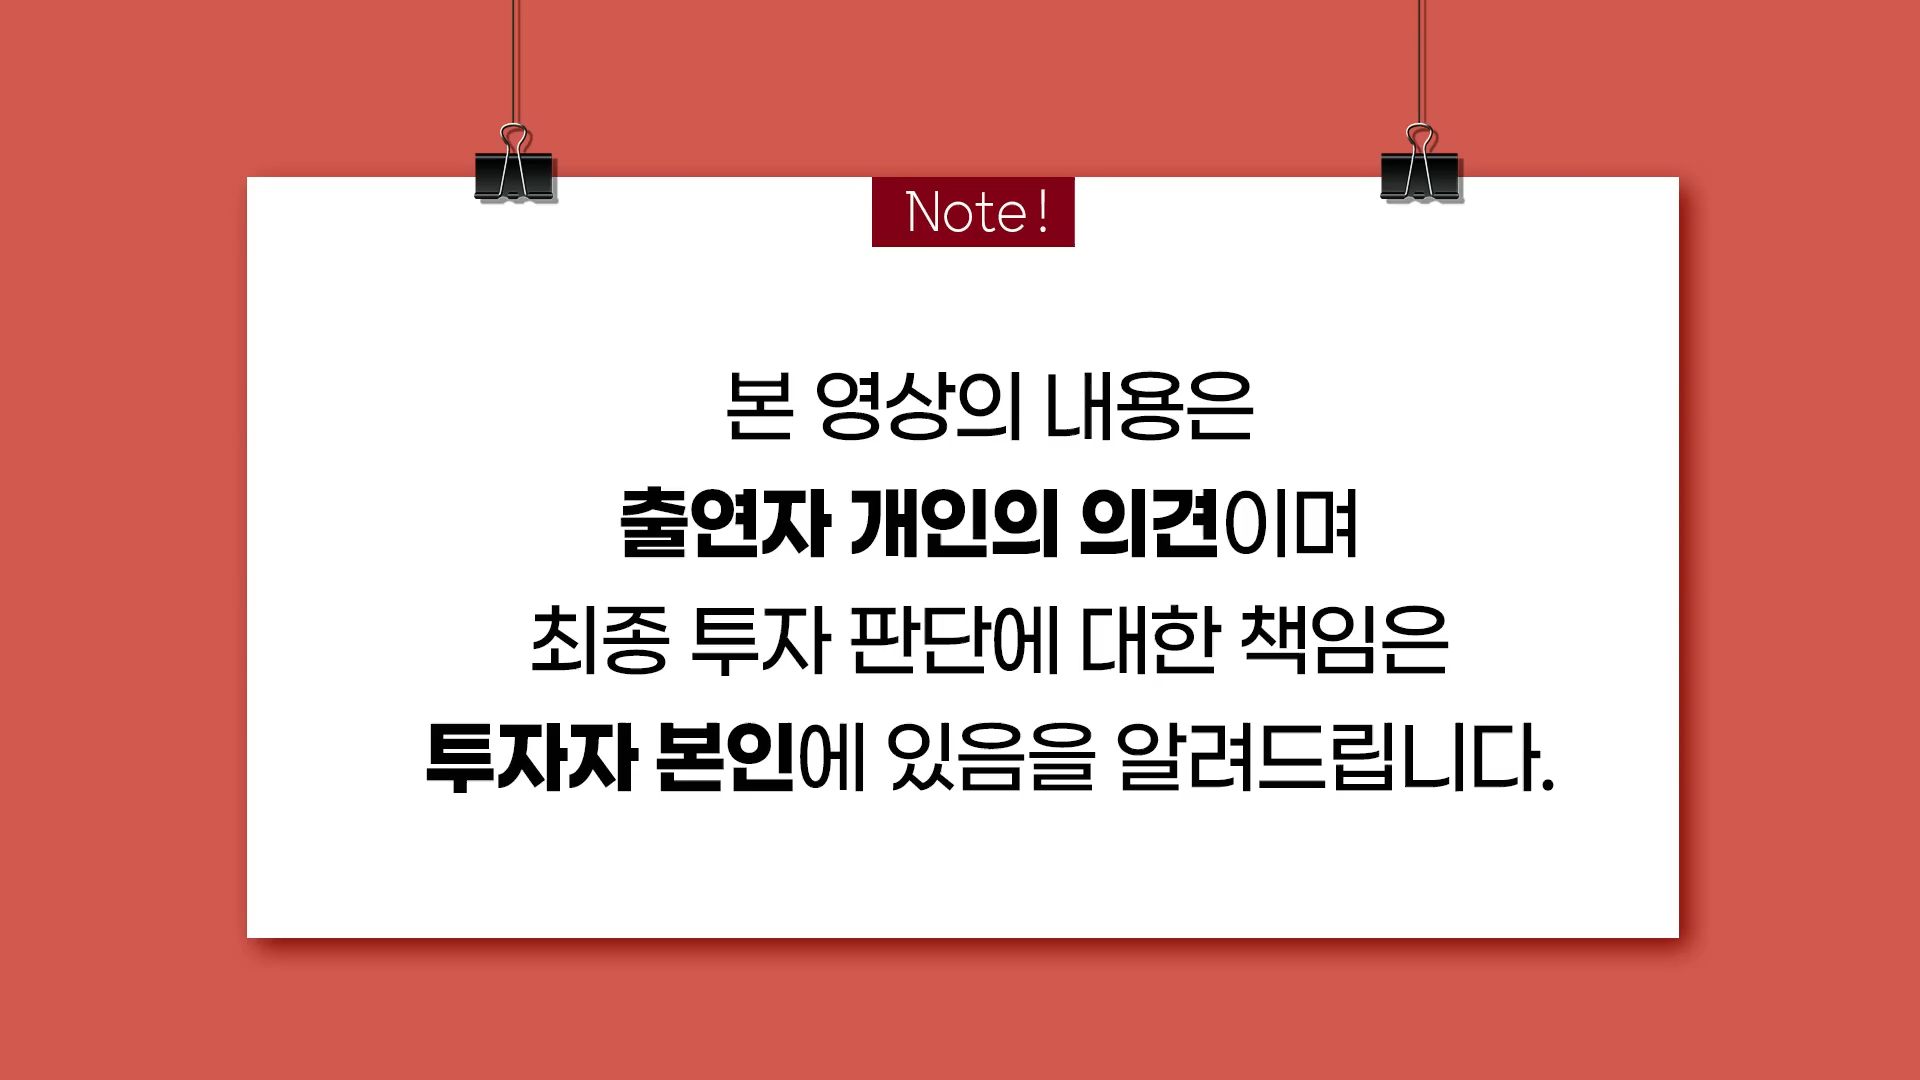 Note!
본 영상의 내용은
출연자 개인의 의견이며
최종 투자 판단에 대한 책임은
투자자 본인에 있음을 알려드립니다.